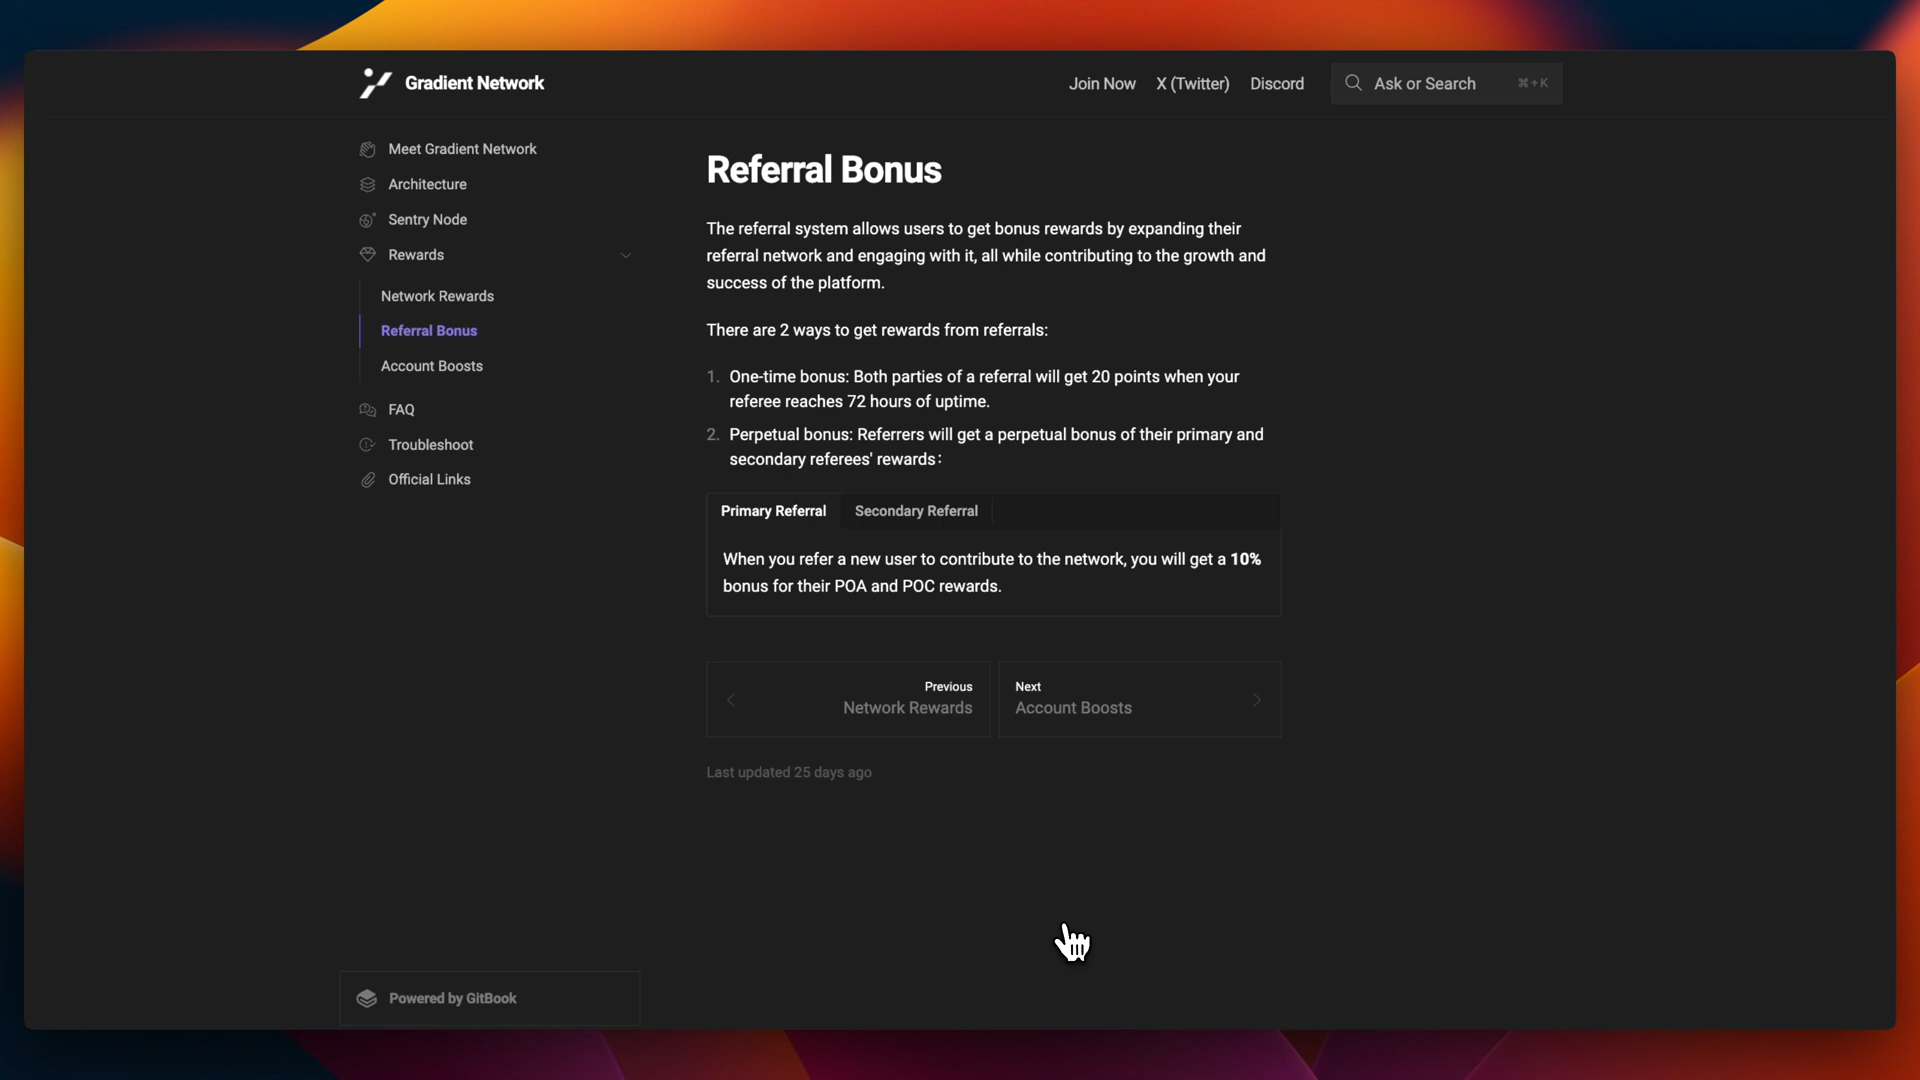 Gradient Network
Join Now
X (Twitter)
Discord
Ask or Search
⌘+K
Meet Gradient Network
Architecture
Sentry Node
Rewards
Network Rewards
Referral Bonus
Account Boosts
FAQ
Troubleshoot
Official Links
Powered by GitBook
Referral Bonus
The referral system allows users to get bonus rewards by expanding their
referral network and engaging with it, all while contributing to the growth and
success of the platform.
There are 2 ways to get rewards from referrals:
1. One-time bonus: Both parties of a referral will get 20 points when your
referee reaches 72 hours of uptime.
2. Perpetual bonus: Referrers will get a perpetual bonus of their primary and
secondary referees' rewards：
Primary Referral
Secondary Referral
When you refer a new user to contribute to the network, you will get a 10%
bonus for their POA and POC rewards.
Previous
Network Rewards
Next
Account Boosts
Last updated 25 days ago